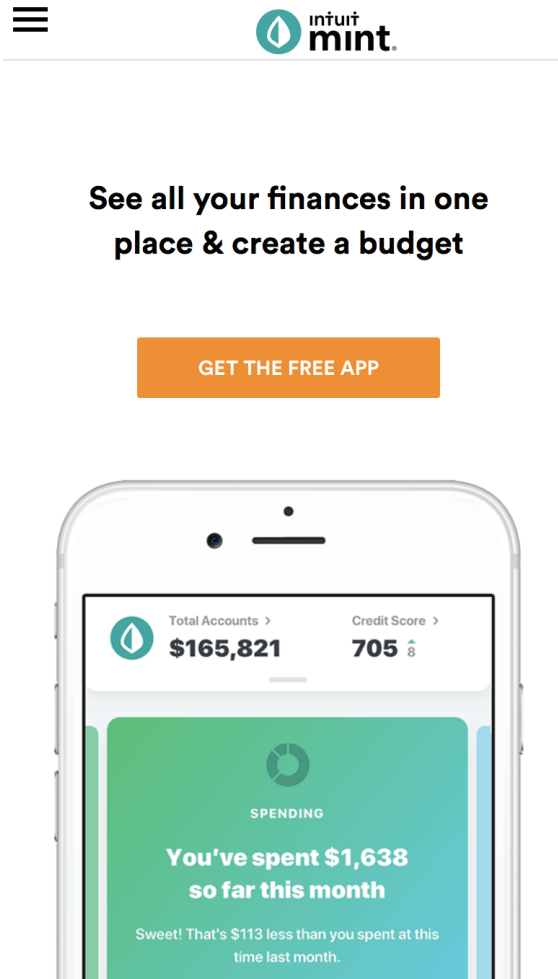 ınтuıт
mınt®
See all your finances in one
place & create a budget
GET THE FREE APP
Total Accounts >
Credit Score >
$165,821
705 8
SPENDING
You've spent $1,638
so far this month
Sweet! That's $113 less than you spent at this
time last month.